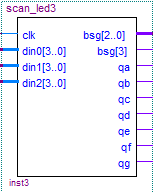 scan_led3
clk bsg[2..0]
din0[3..0] bsg[3]
din1[3..0] qa
din2[3..0] qb
qc
qd
qe
qf
qg
inst3